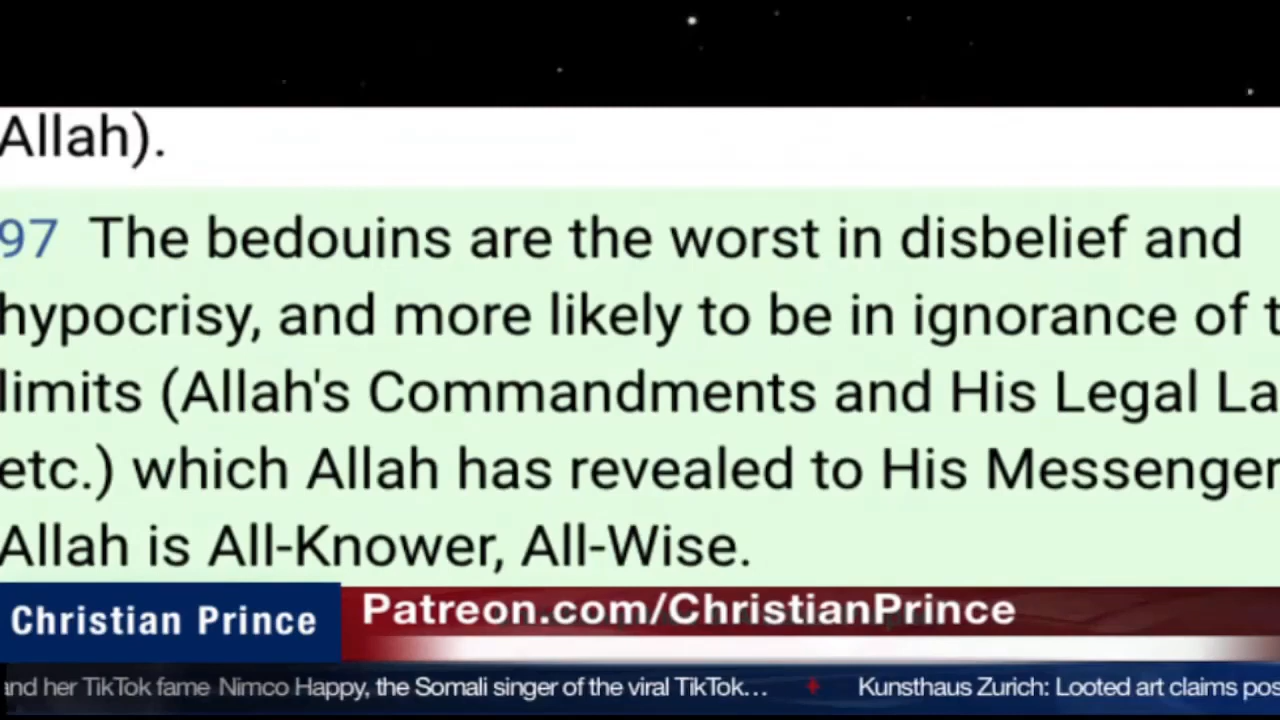 Allah).
97 The bedouins are the worst in disbelief and
hypocrisy, and more likely to be in ignorance of t
limits (Allah's Commandments and His Legal La
etc.) which Allah has revealed to His Messenger
Allah is All-Knower, All-Wise.
Christian Prince
Patreon.com/ChristianPrince
and her TikTok fame Nimco Happy, the Somali singer of the viral TikTok... Kunsthaus Zurich: Looted art claims pos